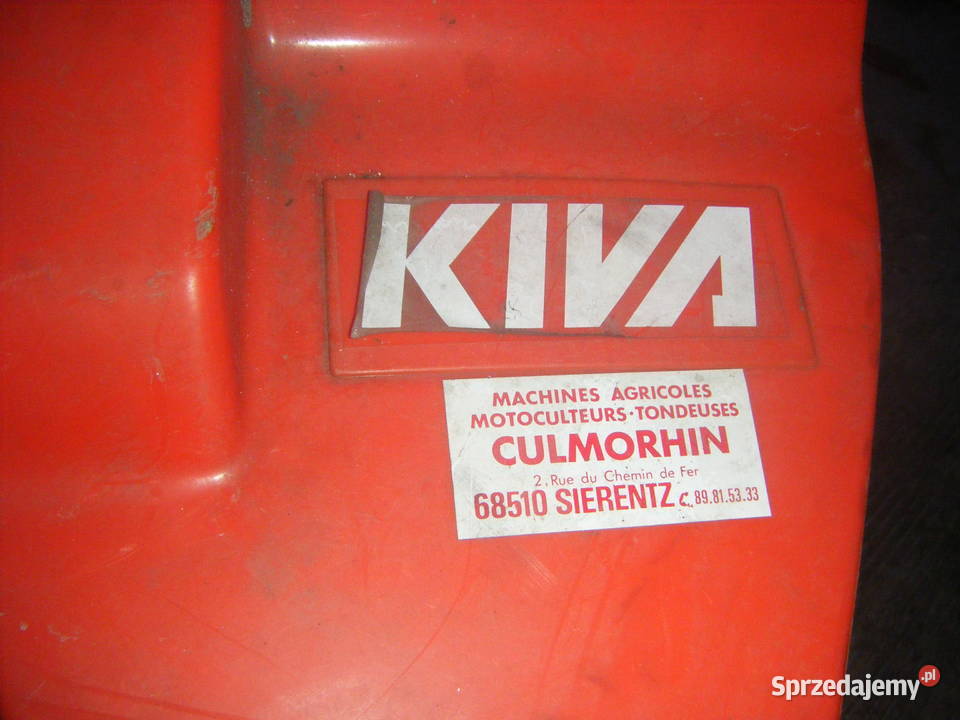 KIVA
MACHINES AGRICOLES
MOTOCULTEURS·TONDEUSES
CULMORHIN
2, Rue du Chemin de Fer
68510 SIERENTZ 89.81.53.33
Sprzedajemy.pl